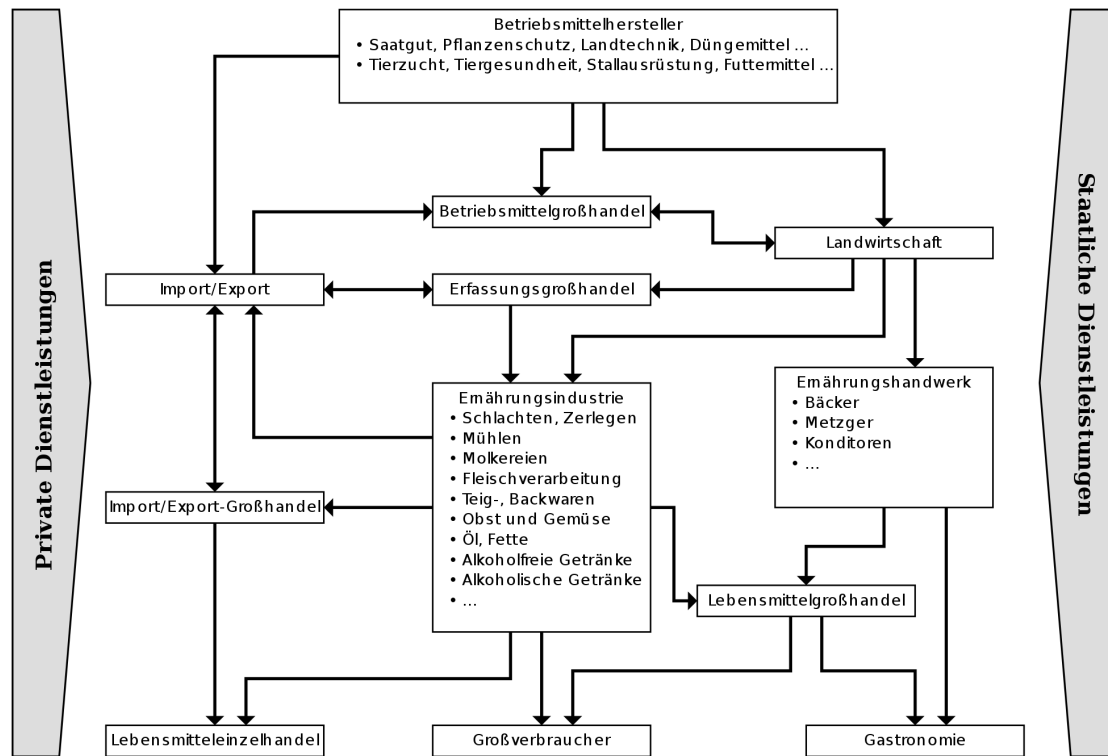 Betriebsmittelhersteller
• Saatgut, Pflanzenschutz, Landtechnik, Düngemittel ...
• Tierzucht, Tiergesundheit, Stallausrüstung, Futtermittel ...
Private Dienstleistungen
Staatliche Dienstleistungen
Betriebsmittelgroßhandel
Landwirtschaft
Import/Export
Erfassungsgroßhandel
Ernährungsindustrie
• Schlachten, Zerlegen
• Mühlen
• Molkereien
• Fleischverarbeitung
• Teig-, Backwaren
• Obst und Gemüse
• Öl, Fette
• Alkoholfreie Getränke
• Alkoholische Getränke
• ...
Ernährungshandwerk
• Bäcker
• Metzger
• Konditoren
• ...
Import/Export-Großhandel
Lebensmittelgroßhandel
Lebensmitteleinzelhandel
Großverbraucher
Gastronomie